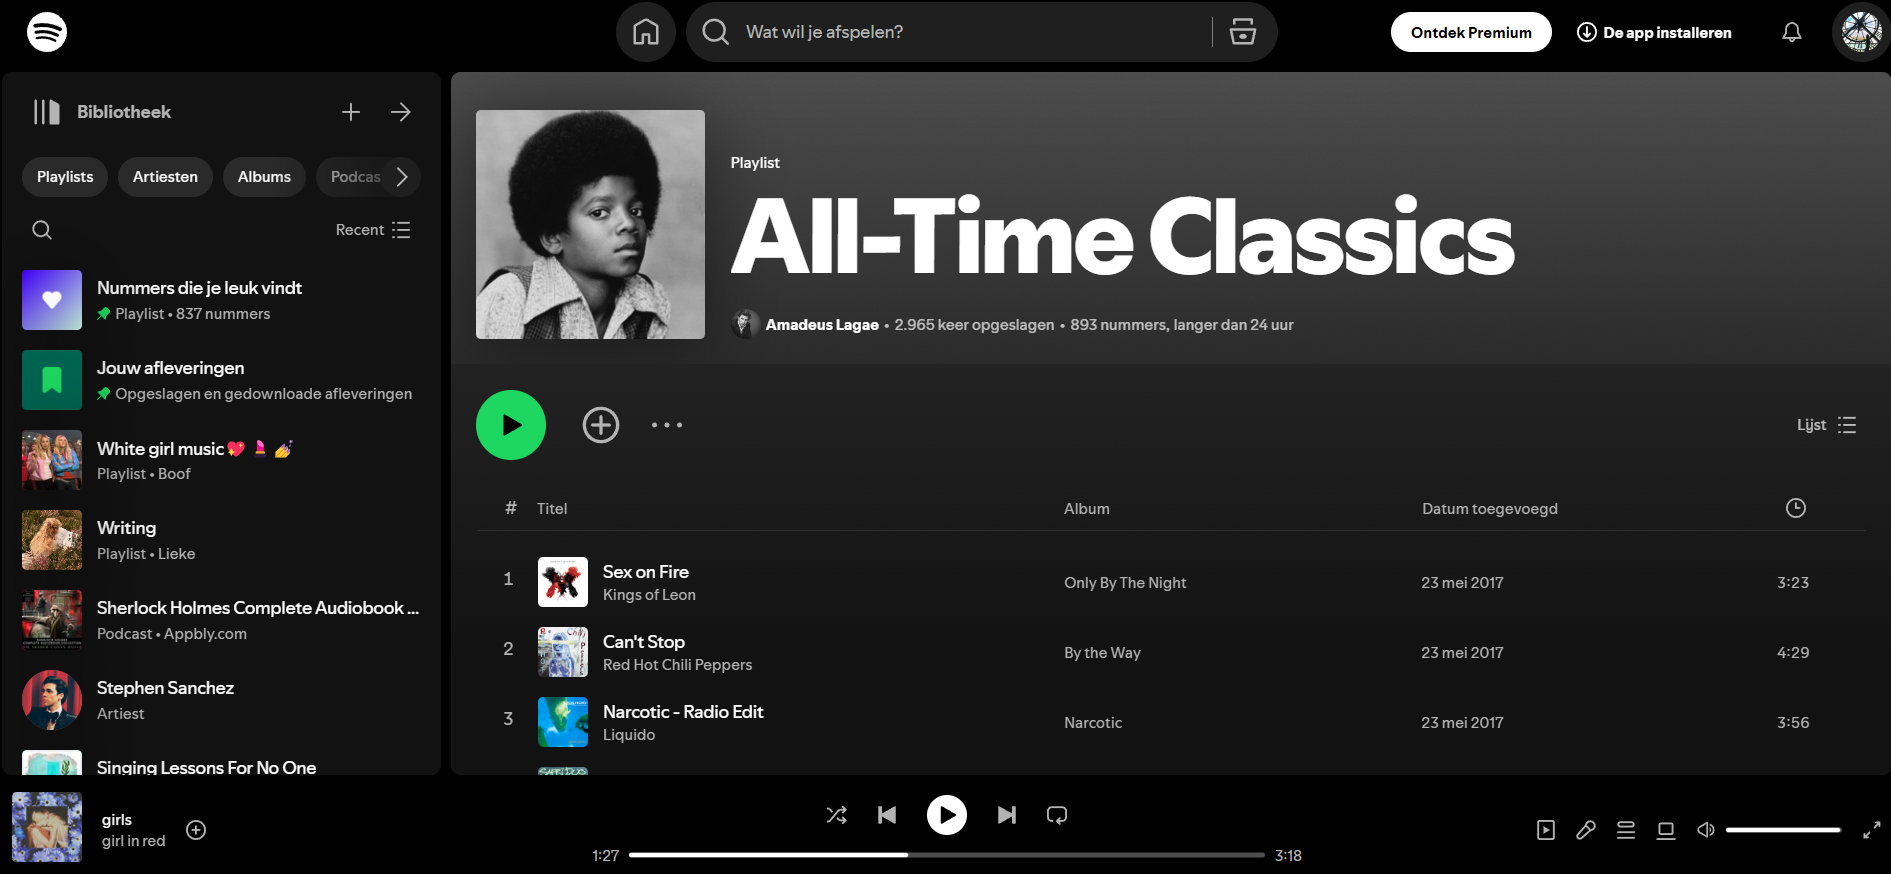 Wat wil je afspelen?
Ontdek Premium
De app installeren
Bibliotheek
Playlists
Artiesten
Albums
Podcas
Recent
Nummers die je leuk vindt
Playlist • 837 nummers
Jouw afleveringen
Opgeslagen en gedownloade afleveringen
White girl music💖💄💅
Playlist • Boof
Writing
Playlist • Lieke
Sherlock Holmes Complete Audiobook ...
Podcast • Appbly.com
Stephen Sanchez
Artiest
Singing Lessons For No One
Playlist
All-Time Classics
Amadeus Lagae • 2.965 keer opgeslagen • 893 nummers, langer dan 24 uur
Lijst
# Titel Album Datum toegevoegd
1 Sex on Fire Only By The Night 23 mei 2017 3:23
Kings of Leon
2 Can't Stop By the Way 23 mei 2017 4:29
Red Hot Chili Peppers
3 Narcotic - Radio Edit Narcotic 23 mei 2017 3:56
Liquido
girls
girl in red
1:27
3:18